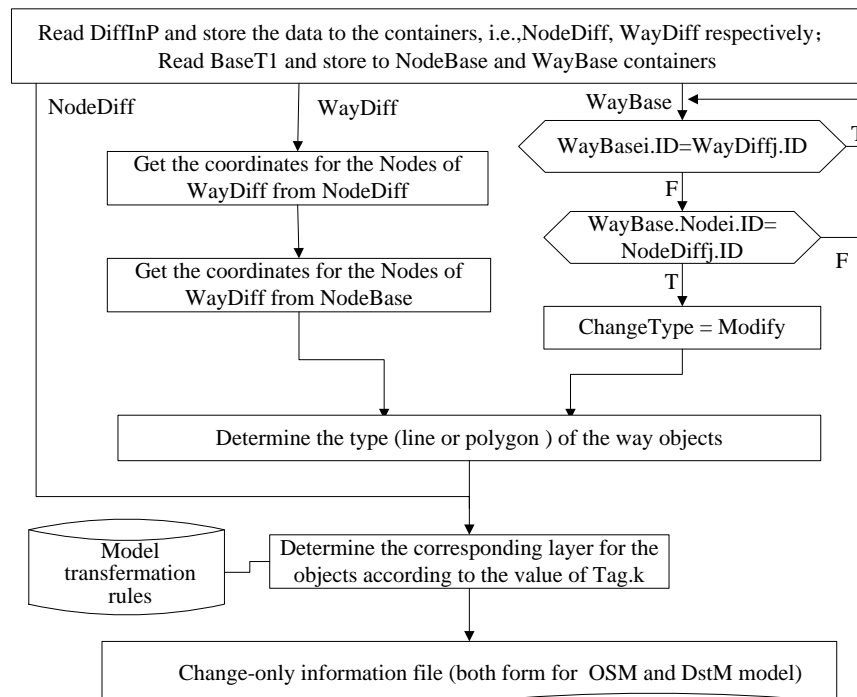 Read DiffInP and store the data to the containers, i.e.,NodeDiff, WayDiff respectively；
Read BaseT1 and store to NodeBase and WayBase containers
NodeDiff
WayDiff
WayBase
WayBasei.ID=WayDiffj.ID
T
Get the coordinates for the Nodes of
WayDiff from NodeDiff
F
WayBase.Nodei.ID=
NodeDiffj.ID
F
Get the coordinates for the Nodes of
WayDiff from NodeBase
T
ChangeType = Modify
Determine the type (line or polygon ) of the way objects
Model
transfermation
rules
Determine the corresponding layer for the
objects according to the value of Tag.k
Change-only information file (both form for OSM and DstM model)